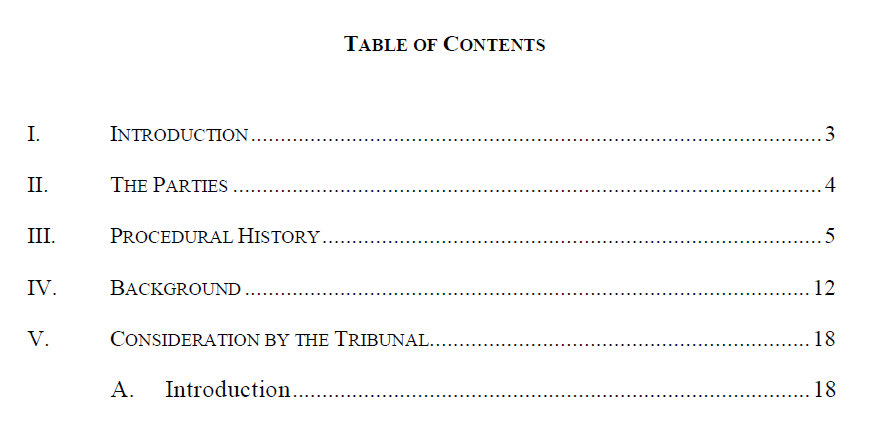 TABLE OF CONTENTS
I. INTRODUCTION ........................................ 3
II. THE PARTIES ........................................ 4
III. PROCEDURAL HISTORY ........................................ 5
IV. BACKGROUND ........................................ 12
V. CONSIDERATION BY THE TRIBUNAL ........................................ 18
A. Introduction ........................................ 18